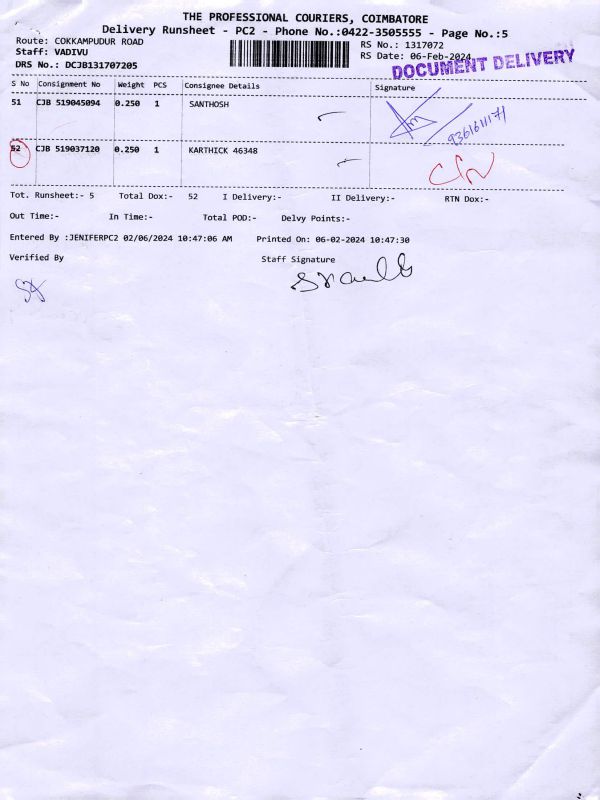 THE PROFESSIONAL COURIERS, COIMBATORE
Delivery Runsheet - PC2 - Phone No.:0422-3505555 - Page No.:5
Route: COKKAMPUDUR ROAD
RS No.: 1317072
Staff: VADIVU
RS Date: 06-Feb-2024
DOCUMENT DELIVERY
DRS No.: DCJB131707205
S No Consignment No Weight PCS Consignee Details Signature
51 CJB 519045094 0.250 1 SANTHOSH
9361611171
52 CJB 519037120 0.250 1 KARTHICK 46348
Tot. Runsheet:- 5 Total Dox:- 52 I Delivery:- II Delivery:- RTN Dox:-
Out Time:- In Time:- Total POD:- Delvy Points:-
Entered By :JENIFERPC2 02/06/2024 10:47:06 AM Printed On: 06-02-2024 10:47:30
Verified By Staff Signature